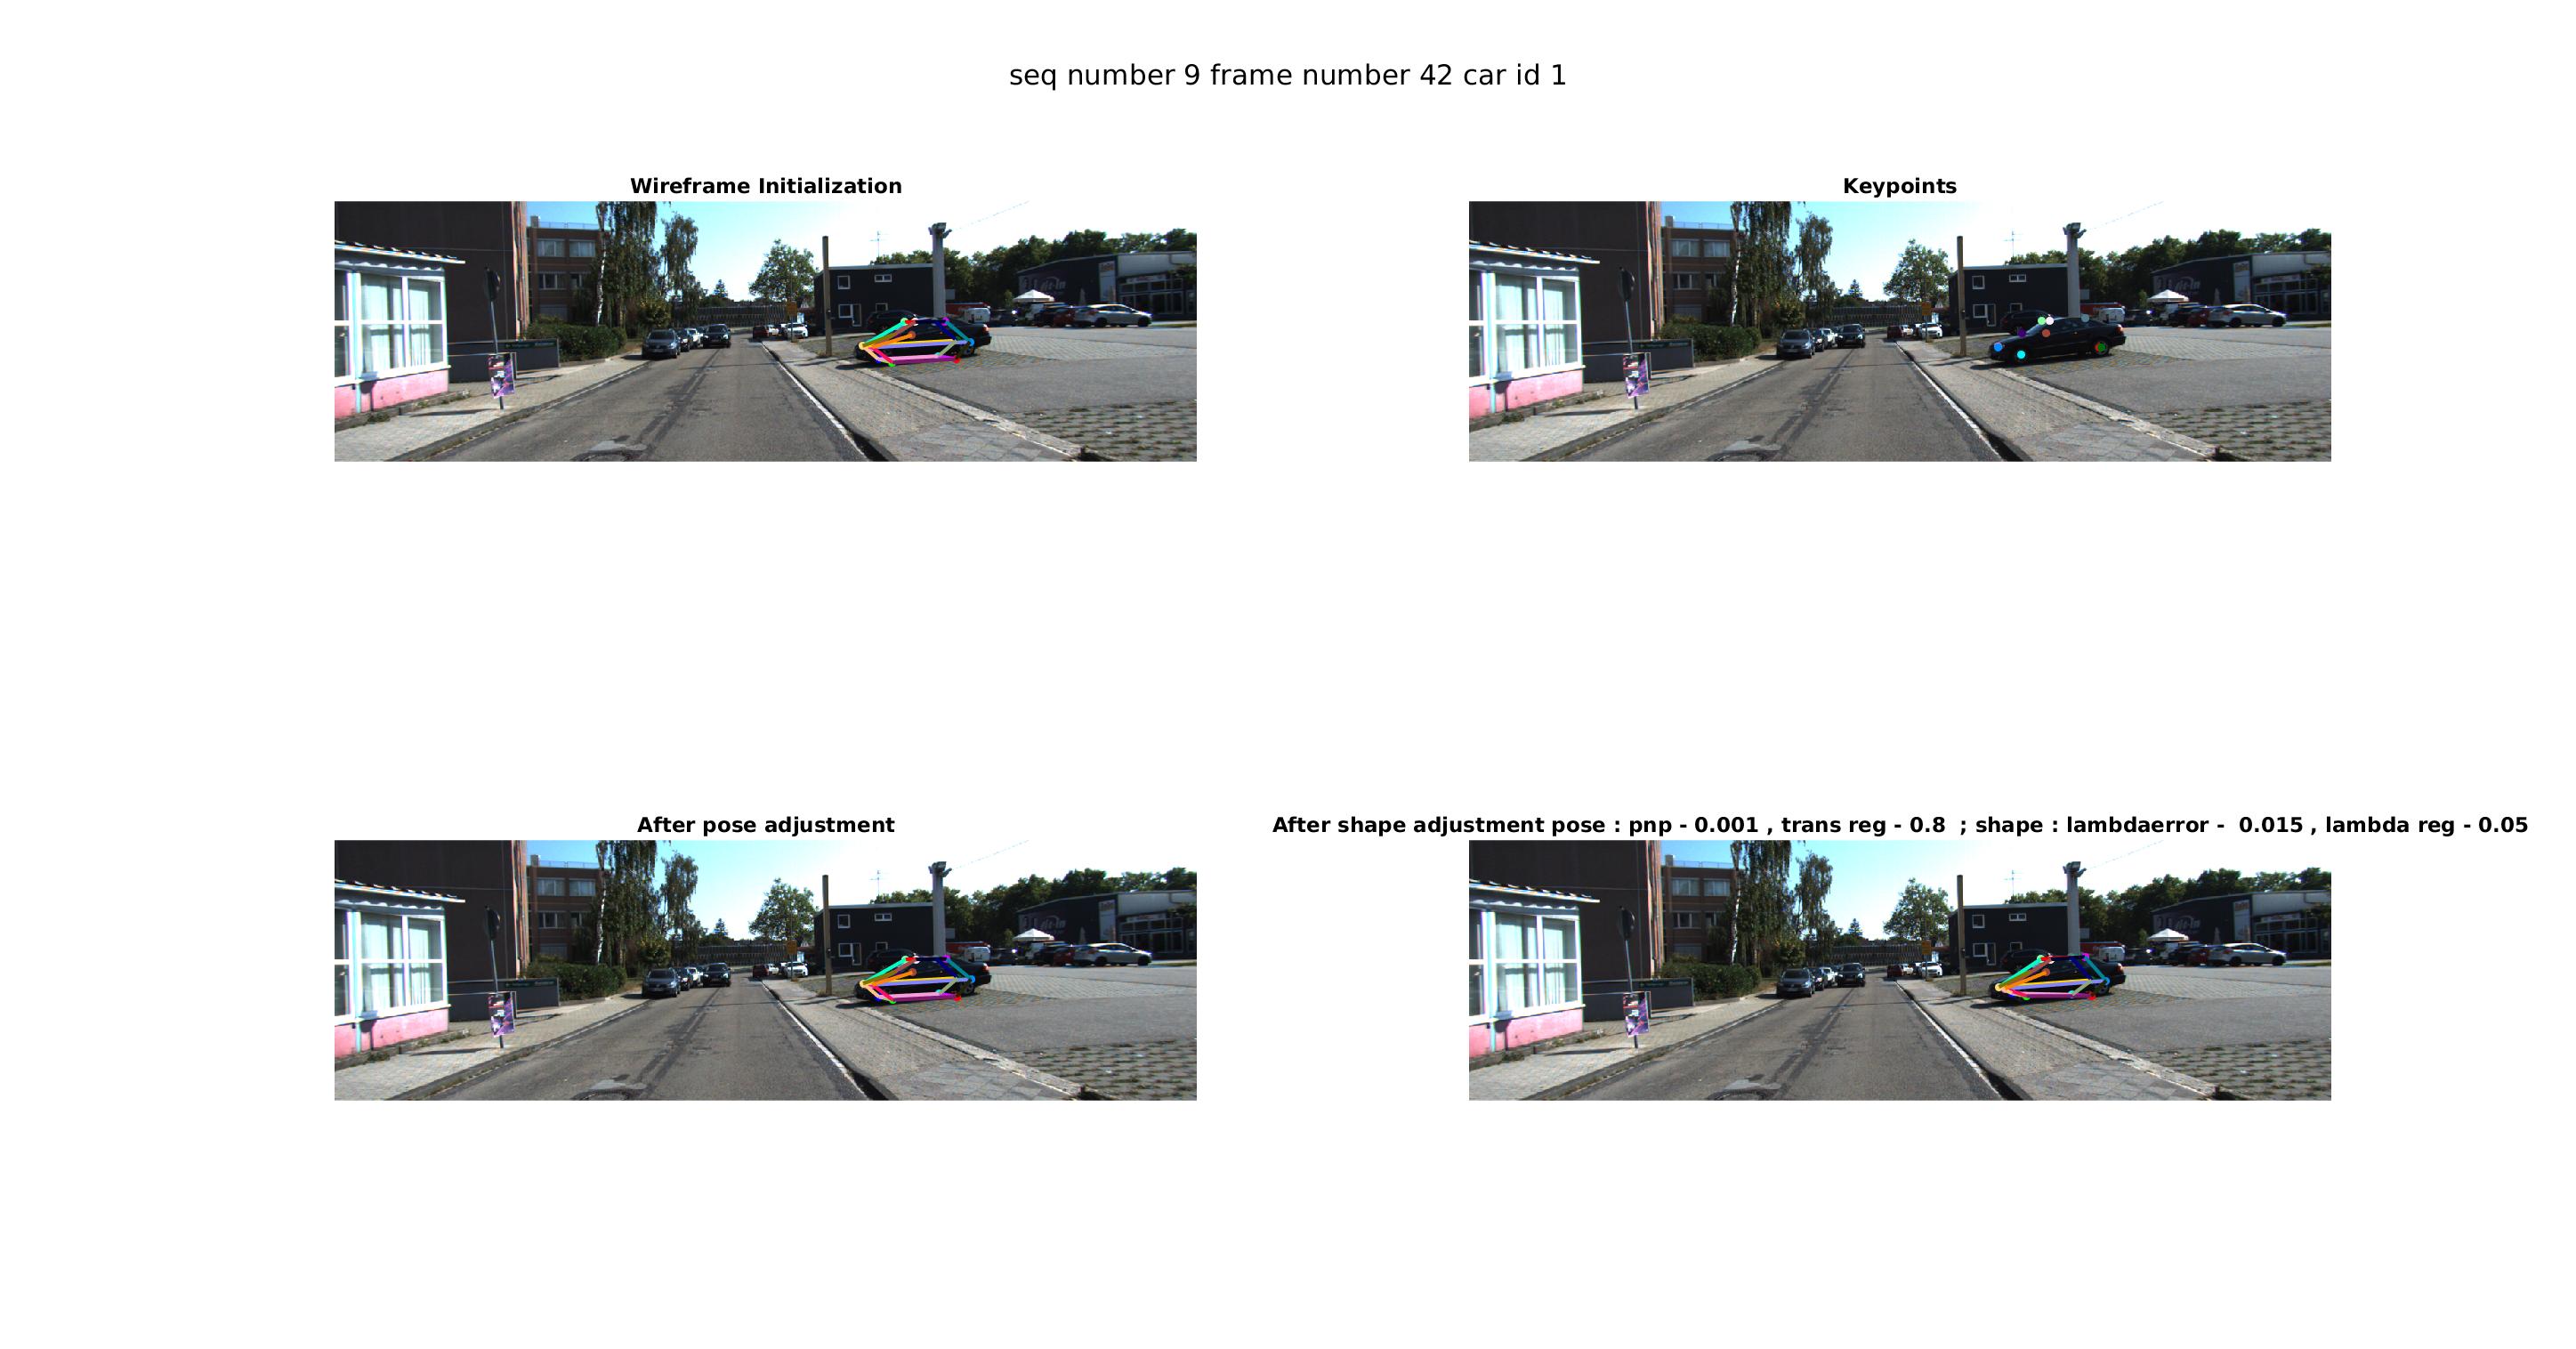 seq number 9 frame number 42 car id 1
Wireframe Initialization
Keypoints
After pose adjustment
After shape adjustment pose : pnp - 0.001 , trans reg - 0.8  ; shape : lambdaerror -  0.015 , lambda reg - 0.05